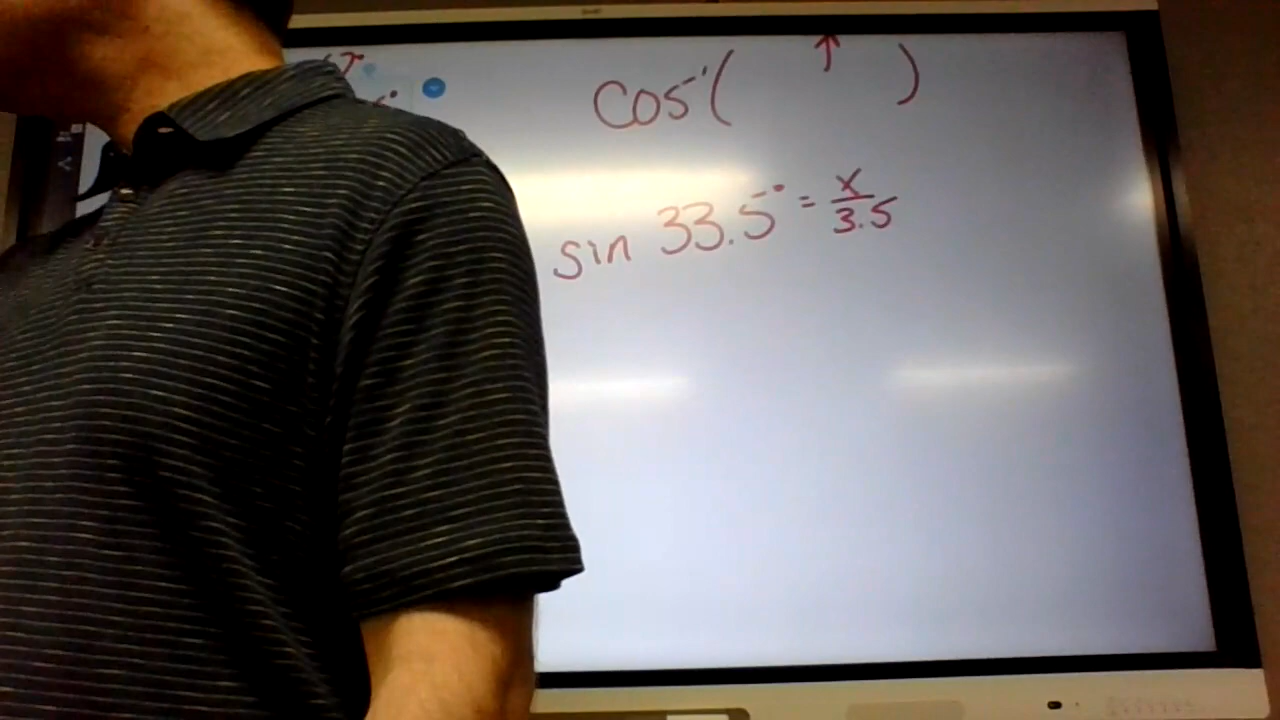 cos⁻¹(     ↑     )
sin 33.5° = x/3.5